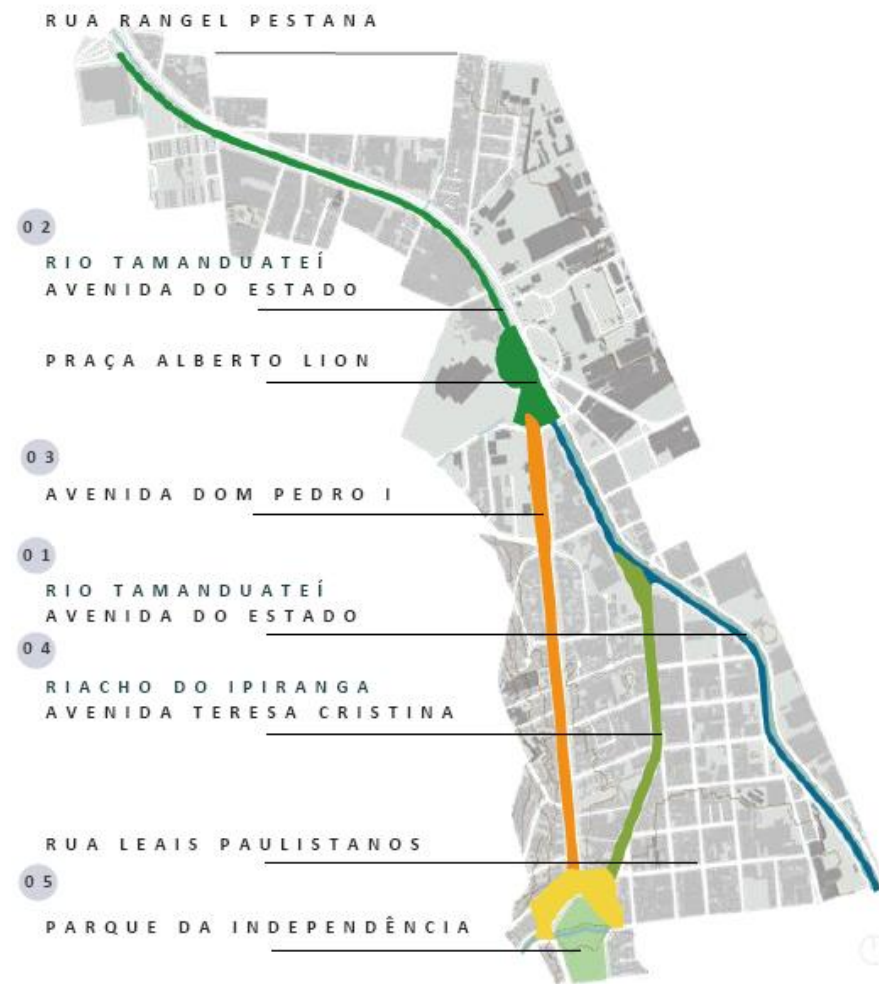 RUA RANGEL PESTANA
02
RIO TAMANDUATEÍ
AVENIDA DO ESTADO
PRAÇA ALBERTO LION
03
AVENIDA DOM PEDRO I
01
RIO TAMANDUATEÍ
AVENIDA DO ESTADO
04
RIACHO DO IPIRANGA
AVENIDA TERESA CRISTINA
RUA LEAIS PAULISTANOS
05
PARQUE DA INDEPENDÊNCIA